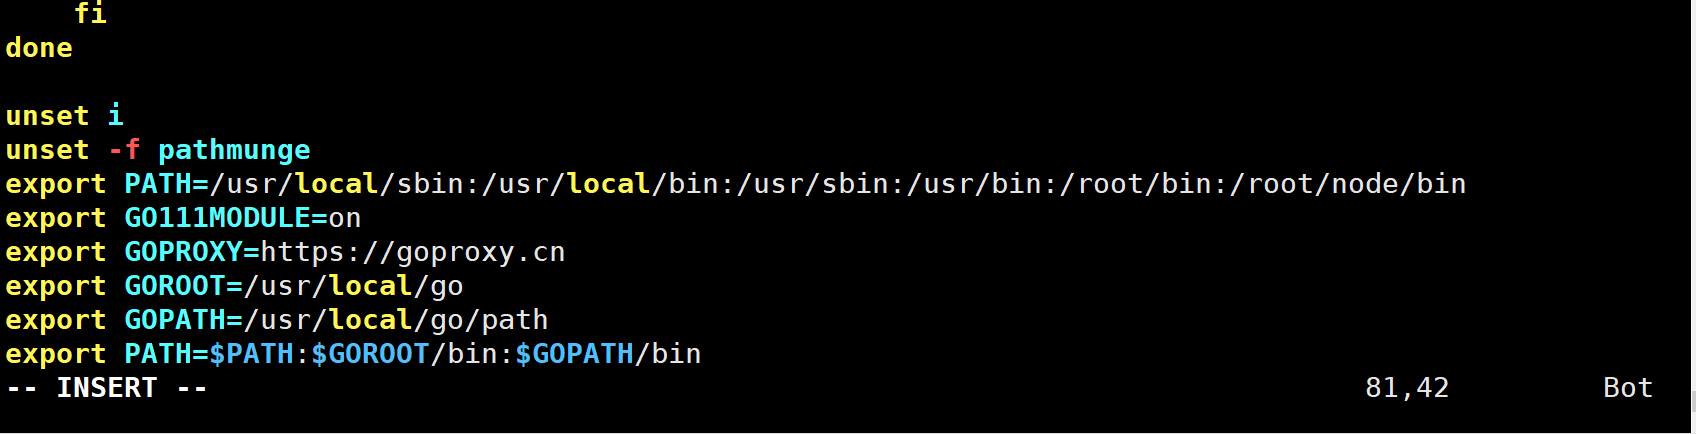 fi
done
unset i
unset -f pathmunge
export PATH=/usr/local/sbin:/usr/local/bin:/usr/sbin:/usr/bin:/root/bin:/root/node/bin
export GO111MODULE=on
export GOPROXY=https://goproxy.cn
export GOROOT=/usr/local/go
export GOPATH=/usr/local/go/path
export PATH=$PATH:$GOROOT/bin:$GOPATH/bin
-- INSERT -- 81,42 Bot